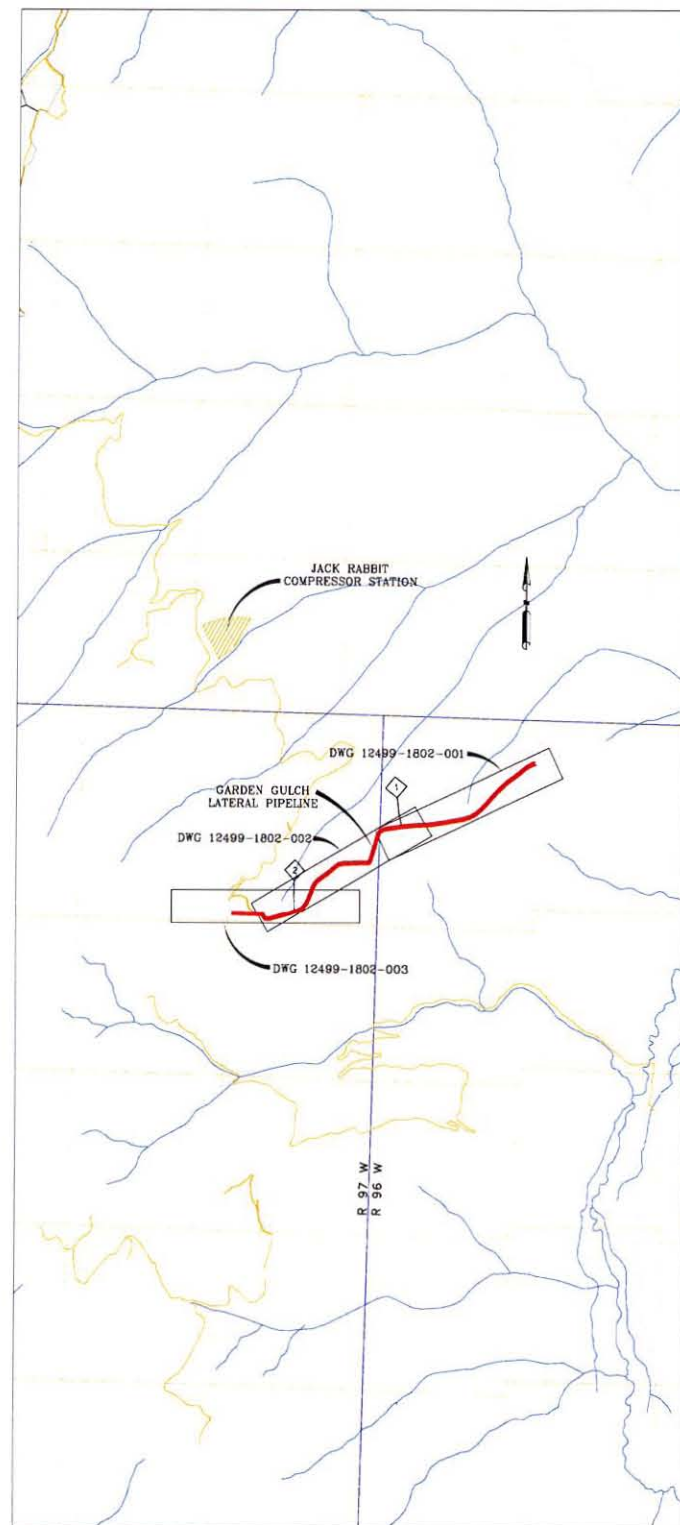 JACK RABBIT
COMPRESSOR STATION
DWG 12499-1802-001
1
GARDEN GULCH
LATERAL PIPELINE
DWG 12499-1802-002
2
DWG 12499-1802-003
R 97 W
R 96 W